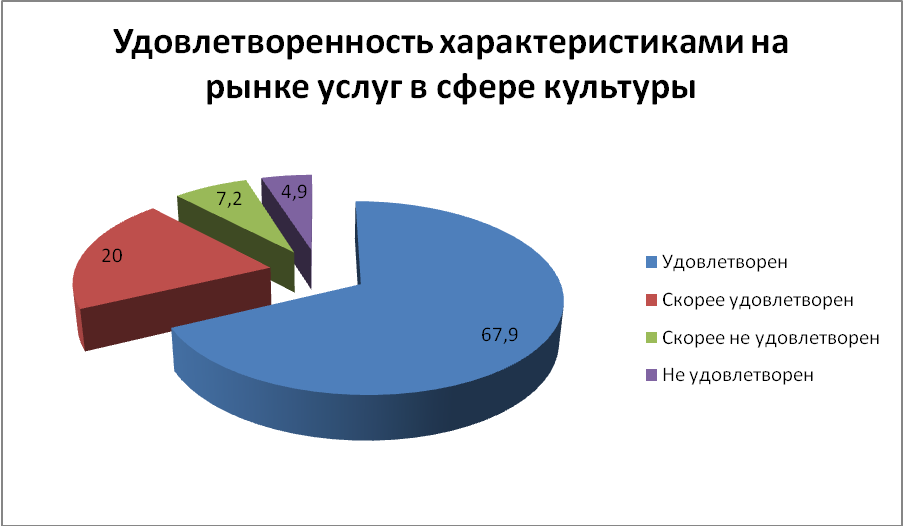 Удовлетворенность характеристиками на
рынке услуг в сфере культуры
4,9
7,2
20
67,9
Удовлетворен
Скорее удовлетворен
Скорее не удовлетворен
Не удовлетворен